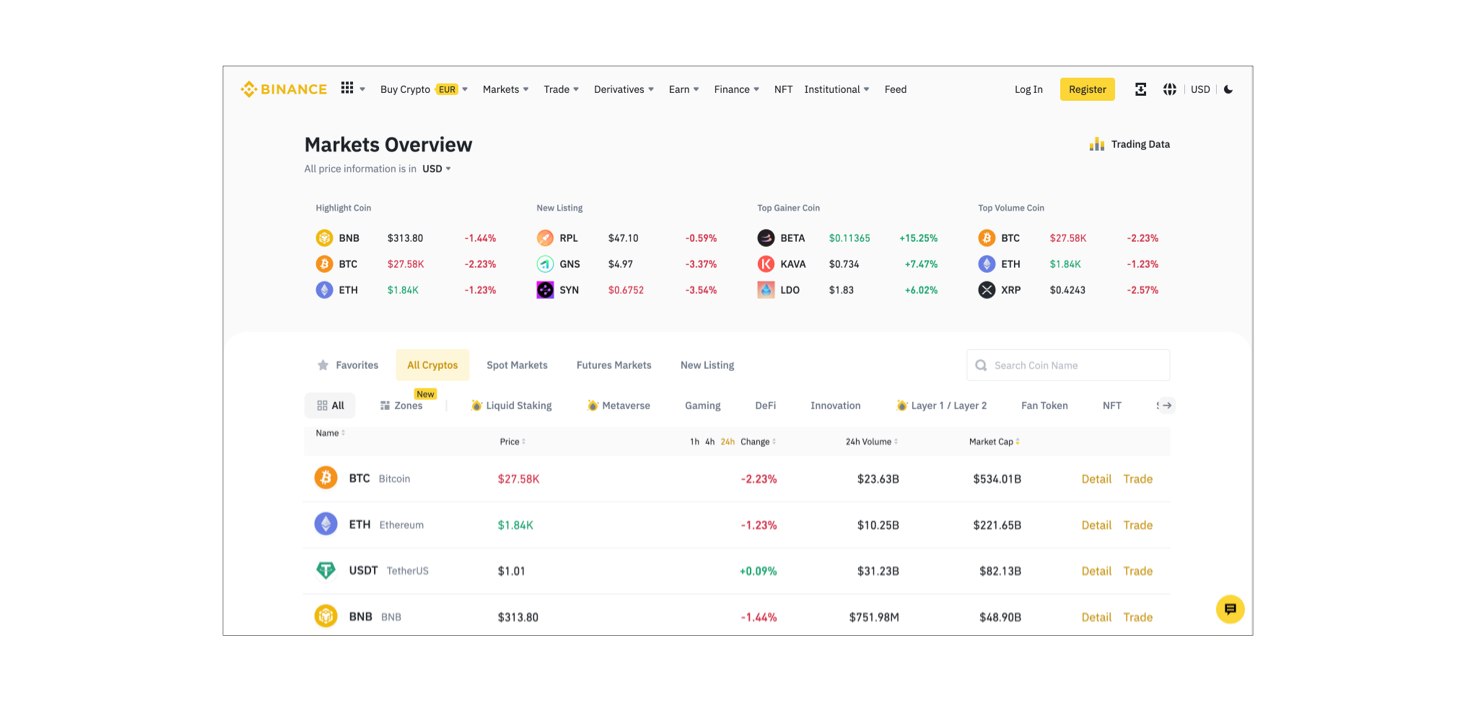 BINANCE Buy Crypto EUR Markets Trade Derivatives Earn Finance NFT Institutional Feed Log In Register USD
Markets Overview
Trading Data
All price information is in USD
Highlight Coin New Listing Top Gainer Coin Top Volume Coin
BNB $313.80 -1.44% RPL $47.10 -0.59% BETA $0.11365 +15.25% BTC $27.58K -2.23%
BTC $27.58K -2.23% GNS $4.97 -3.37% KAVA $0.734 +7.47% ETH $1.84K -1.23%
ETH $1.84K -1.23% SYN $0.6752 -3.54% LDO $1.83 +6.02% XRP $0.4243 -2.57%
Favorites All Cryptos Spot Markets Futures Markets New Listing Search Coin Name
New
All Zones Liquid Staking Metaverse Gaming DeFi Innovation Layer 1 / Layer 2 Fan Token NFT
Name Price 1h 4h 24h Change 24h Volume Market Cap
BTC Bitcoin $27.58K -2.23% $23.63B $534.01B Detail Trade
ETH Ethereum $1.84K -1.23% $10.25B $221.65B Detail Trade
USDT TetherUS $1.01 +0.09% $31.23B $82.13B Detail Trade
BNB BNB $313.80 -1.44% $751.98M $48.90B Detail Trade